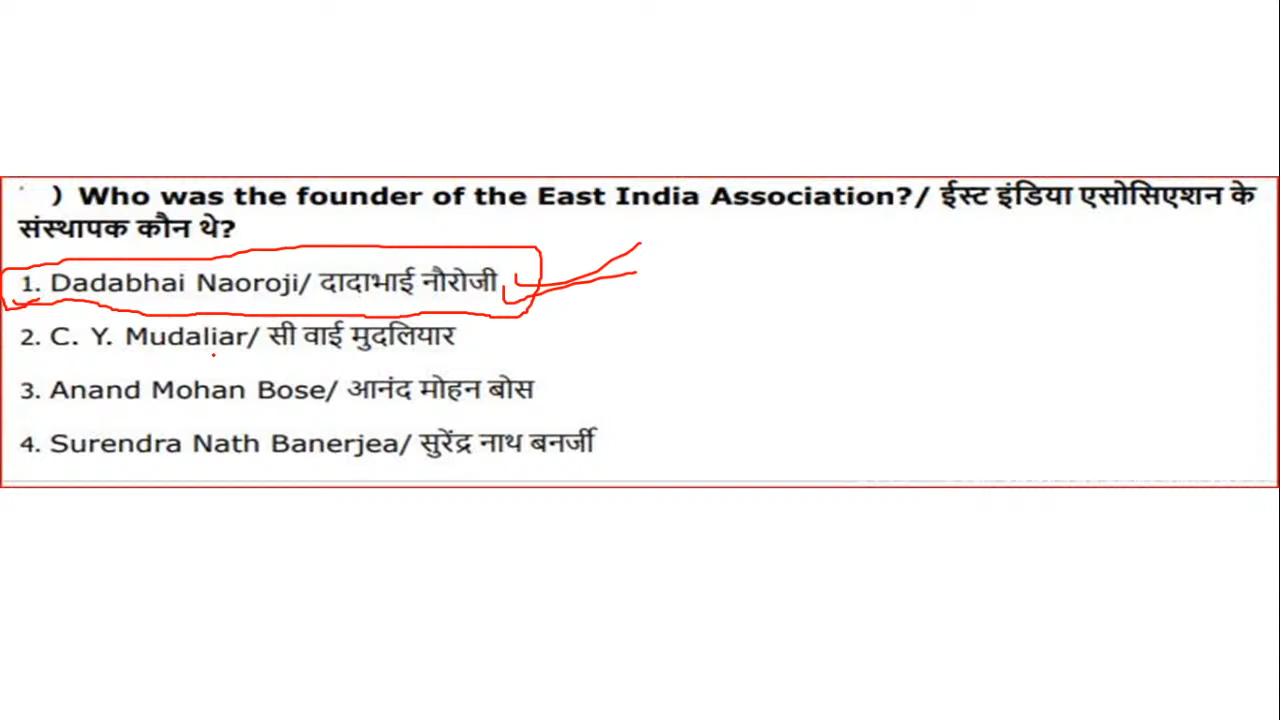 ) Who was the founder of the East India Association?/ ईस्ट इंडिया एसोसिएशन के
संस्थापक कौन थे?
1. Dadabhai Naoroji/ दादाभाई नौरोजी
2. C. Y. Mudaliar/ सी वाई मुदलियार
3. Anand Mohan Bose/ आनंद मोहन बोस
4. Surendra Nath Banerjea/ सुरेंद्र नाथ बनर्जी